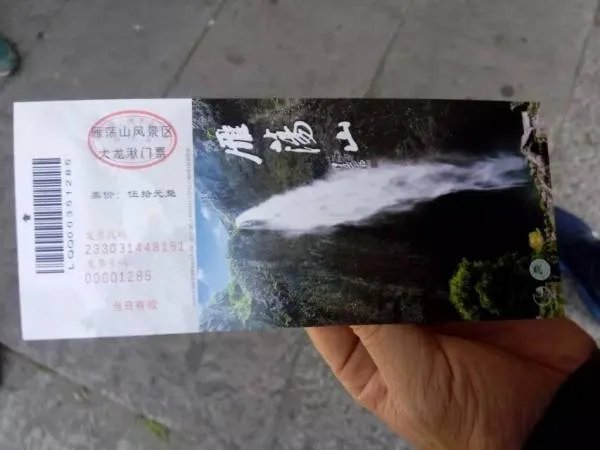 雁荡山风景区
大龙湫门票
票价：伍拾元整
发票代码
233031448191
发票号码
00001285
当日有效
LQQ00351285
雁荡山